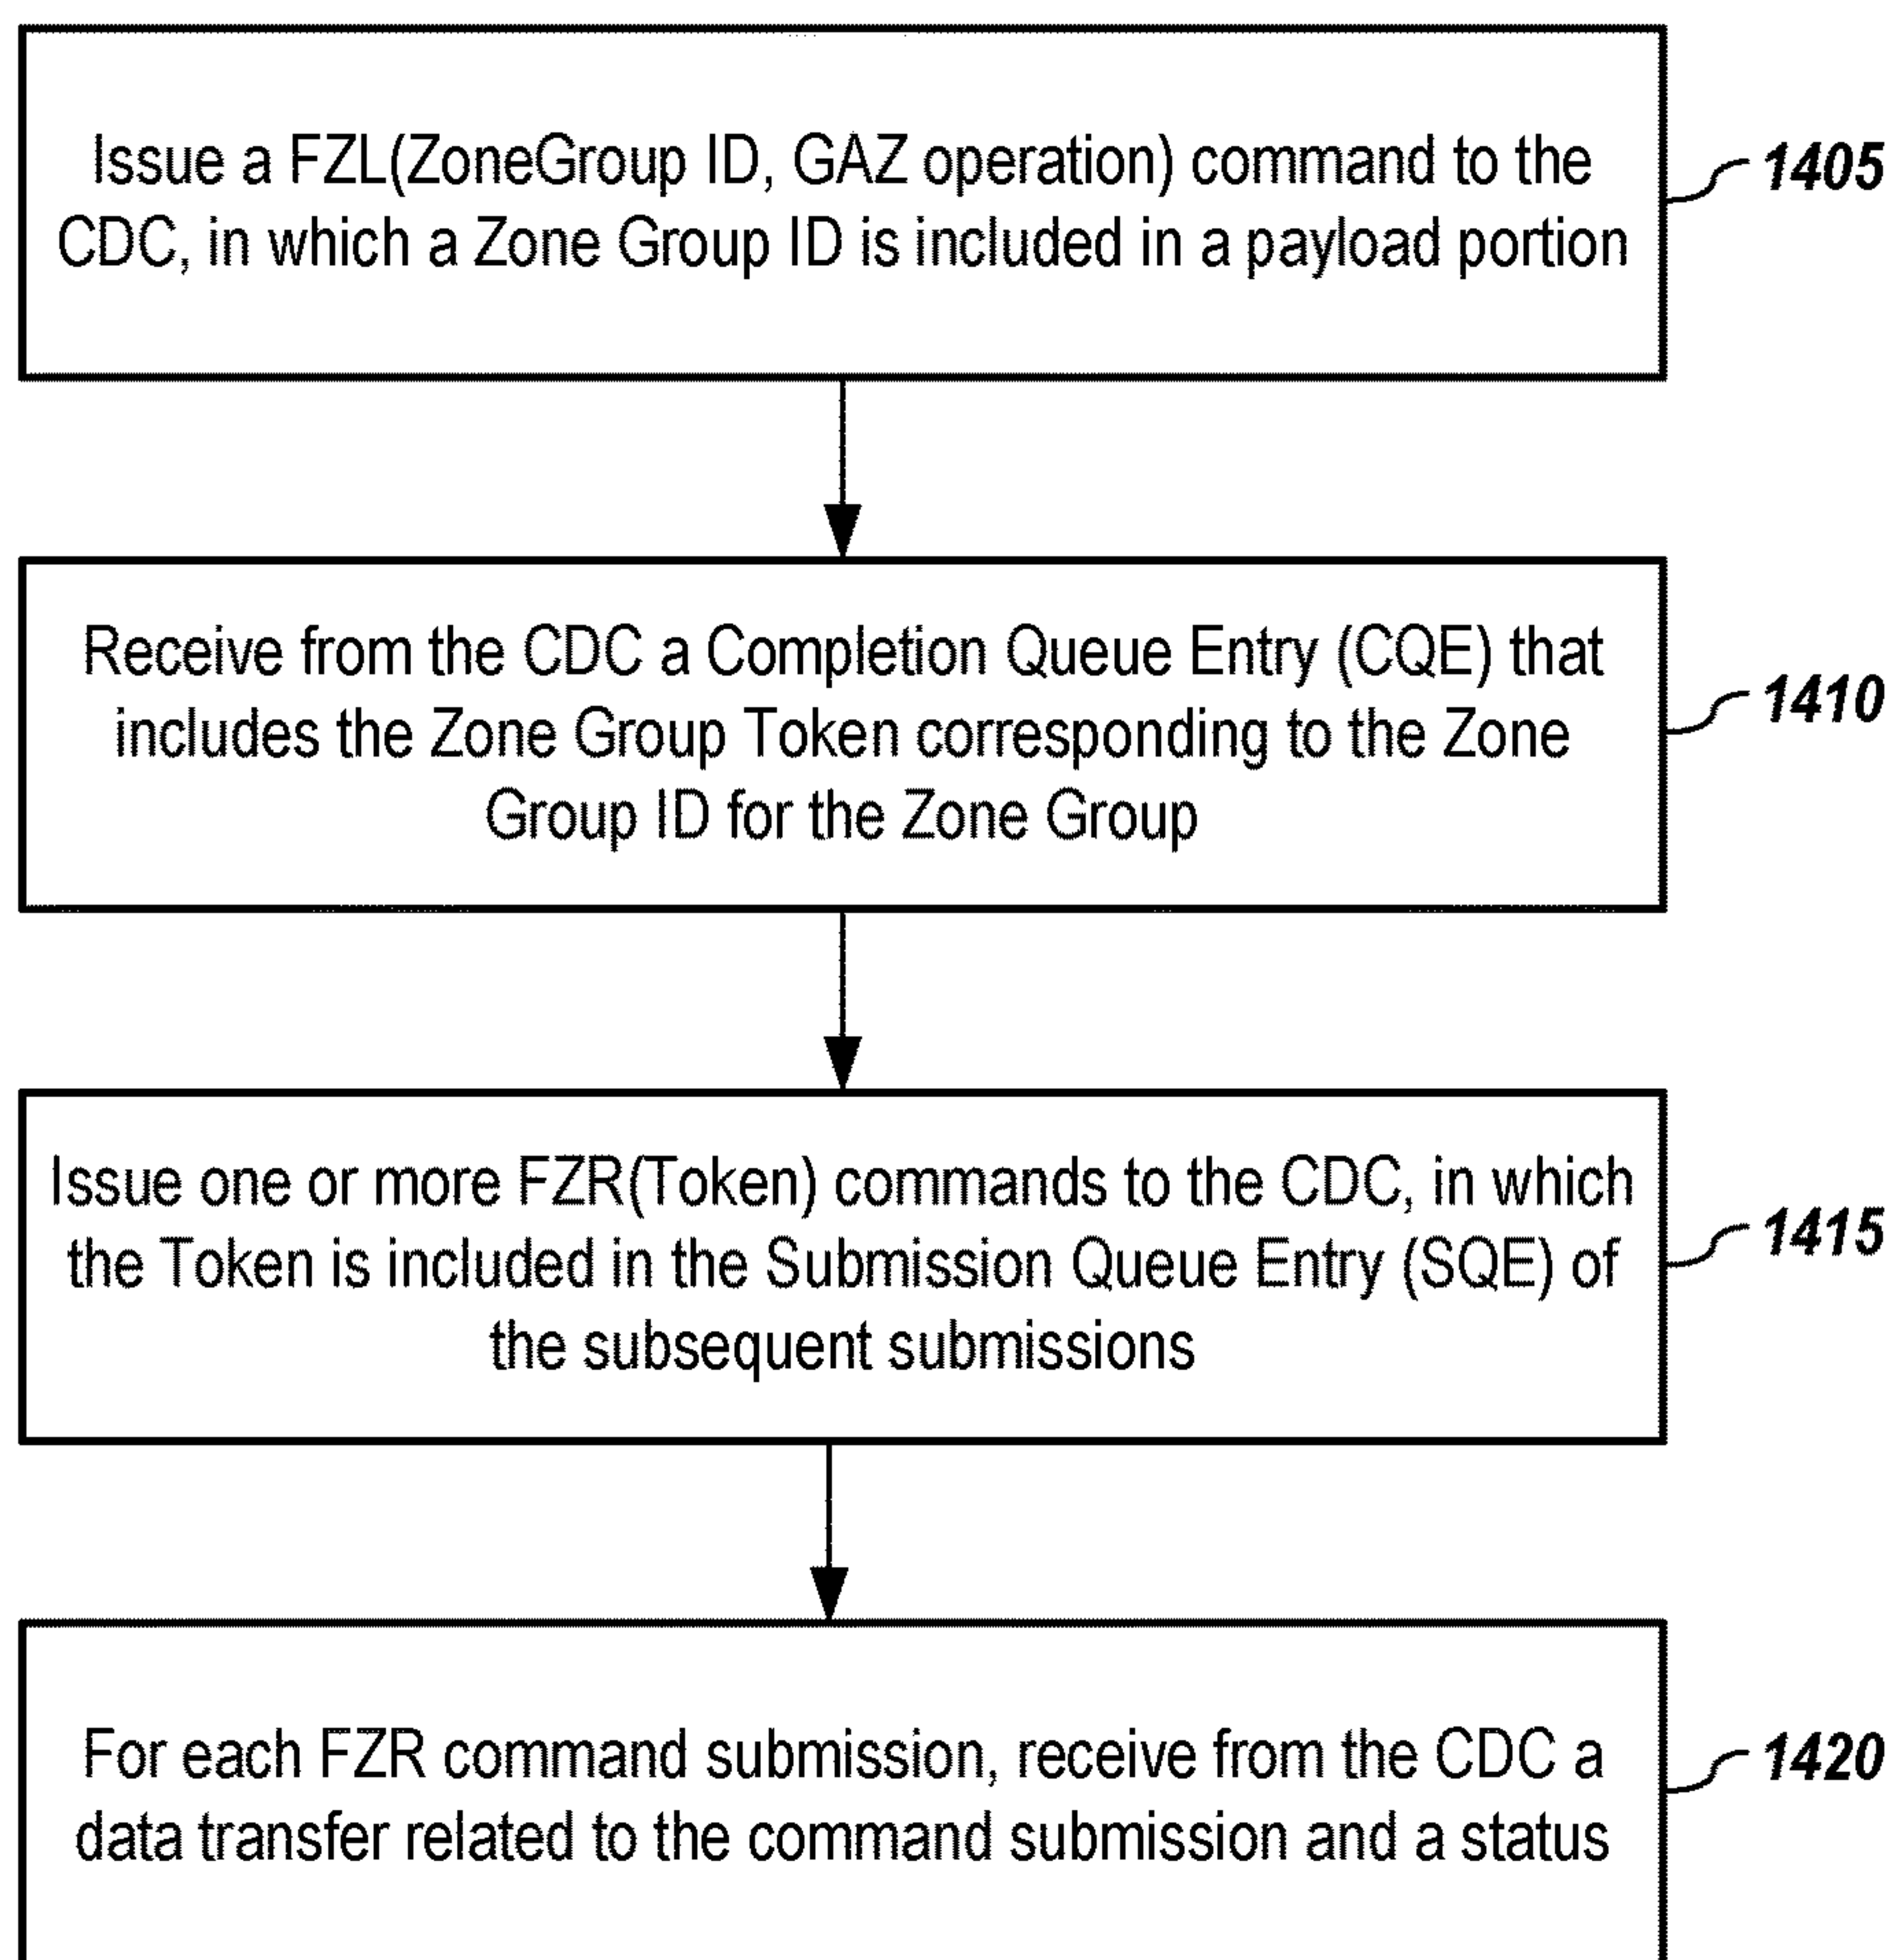 Issue a FZL(ZoneGroup ID, GAZ operation) command to the
CDC, in which a Zone Group ID is included in a payload portion
1405
Receive from the CDC a Completion Queue Entry (CQE) that
includes the Zone Group Token corresponding to the Zone
Group ID for the Zone Group
1410
Issue one or more FZR(Token) commands to the CDC, in which
the Token is included in the Submission Queue Entry (SQE) of
the subsequent submissions
1415
For each FZR command submission, receive from the CDC a
data transfer related to the command submission and a status
1420